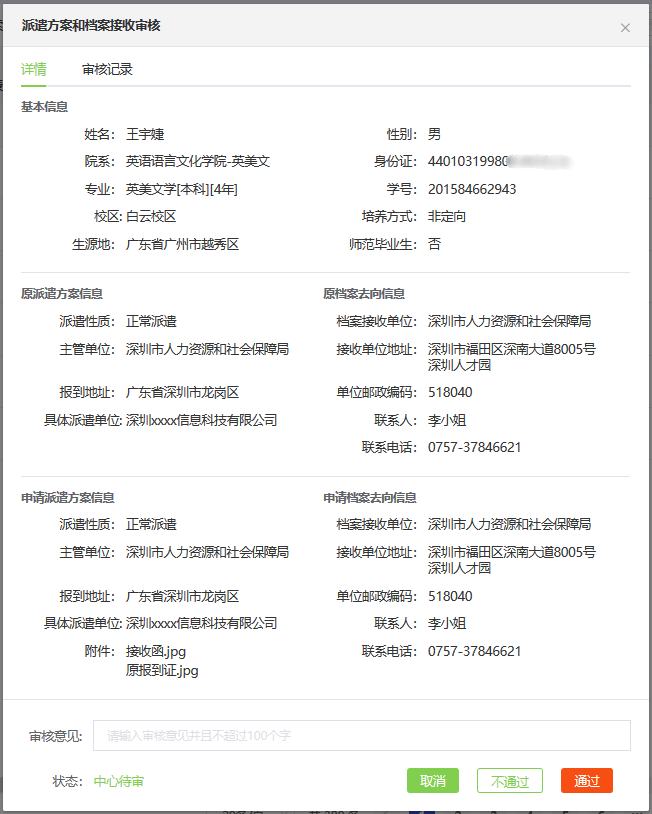 派遣方案和档案接收审核
详情 审核记录
基本信息
姓名: 王宇婕 性别: 男
院系: 英语语言文化学院-英美文 身份证: 44010319980
专业: 英美文学[本科][4年] 学号: 201584662943
校区: 白云校区 培养方式: 非定向
生源地: 广东省广州市越秀区 师范毕业生: 否
原派遣方案信息 原档案去向信息
派遣性质: 正常派遣 档案接收单位: 深圳市人力资源和社会保障局
主管单位: 深圳市人力资源和社会保障局 接收单位地址: 深圳市福田区深南大道8005号
深圳人才园
报到地址: 广东省深圳市龙岗区 单位邮政编码: 518040
具体派遣单位: 深圳xxxx信息科技有限公司 联系人: 李小姐
联系电话: 0757-37846621
申请派遣方案信息 申请档案去向信息
派遣性质: 正常派遣 档案接收单位: 深圳市人力资源和社会保障局
主管单位: 深圳市人力资源和社会保障局 接收单位地址: 深圳市福田区深南大道8005号
深圳人才园
报到地址: 广东省深圳市龙岗区 单位邮政编码: 518040
具体派遣单位: 深圳xxxx信息科技有限公司 联系人: 李小姐
附件: 接收函.jpg 联系电话: 0757-37846621
原报到证.jpg
审核意见: 请输入审核意见并且不超过100个字
状态: 中心待审 取消 不通过 通过